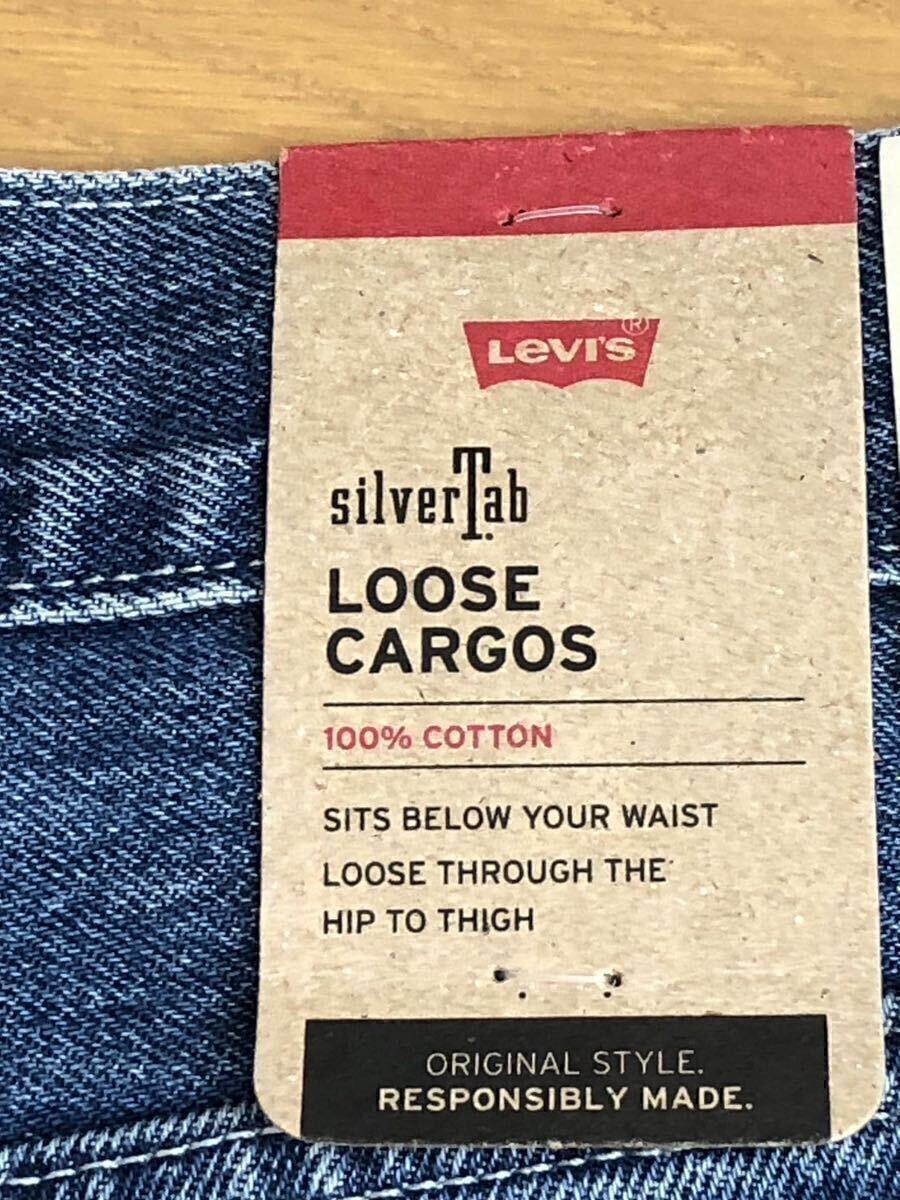 LEVI'S ®
silverTab
LOOSE
CARGOS
100% COTTON
SITS BELOW YOUR WAIST
LOOSE THROUGH THE
HIP TO THIGH
ORIGINAL STYLE.
RESPONSIBLY MADE.